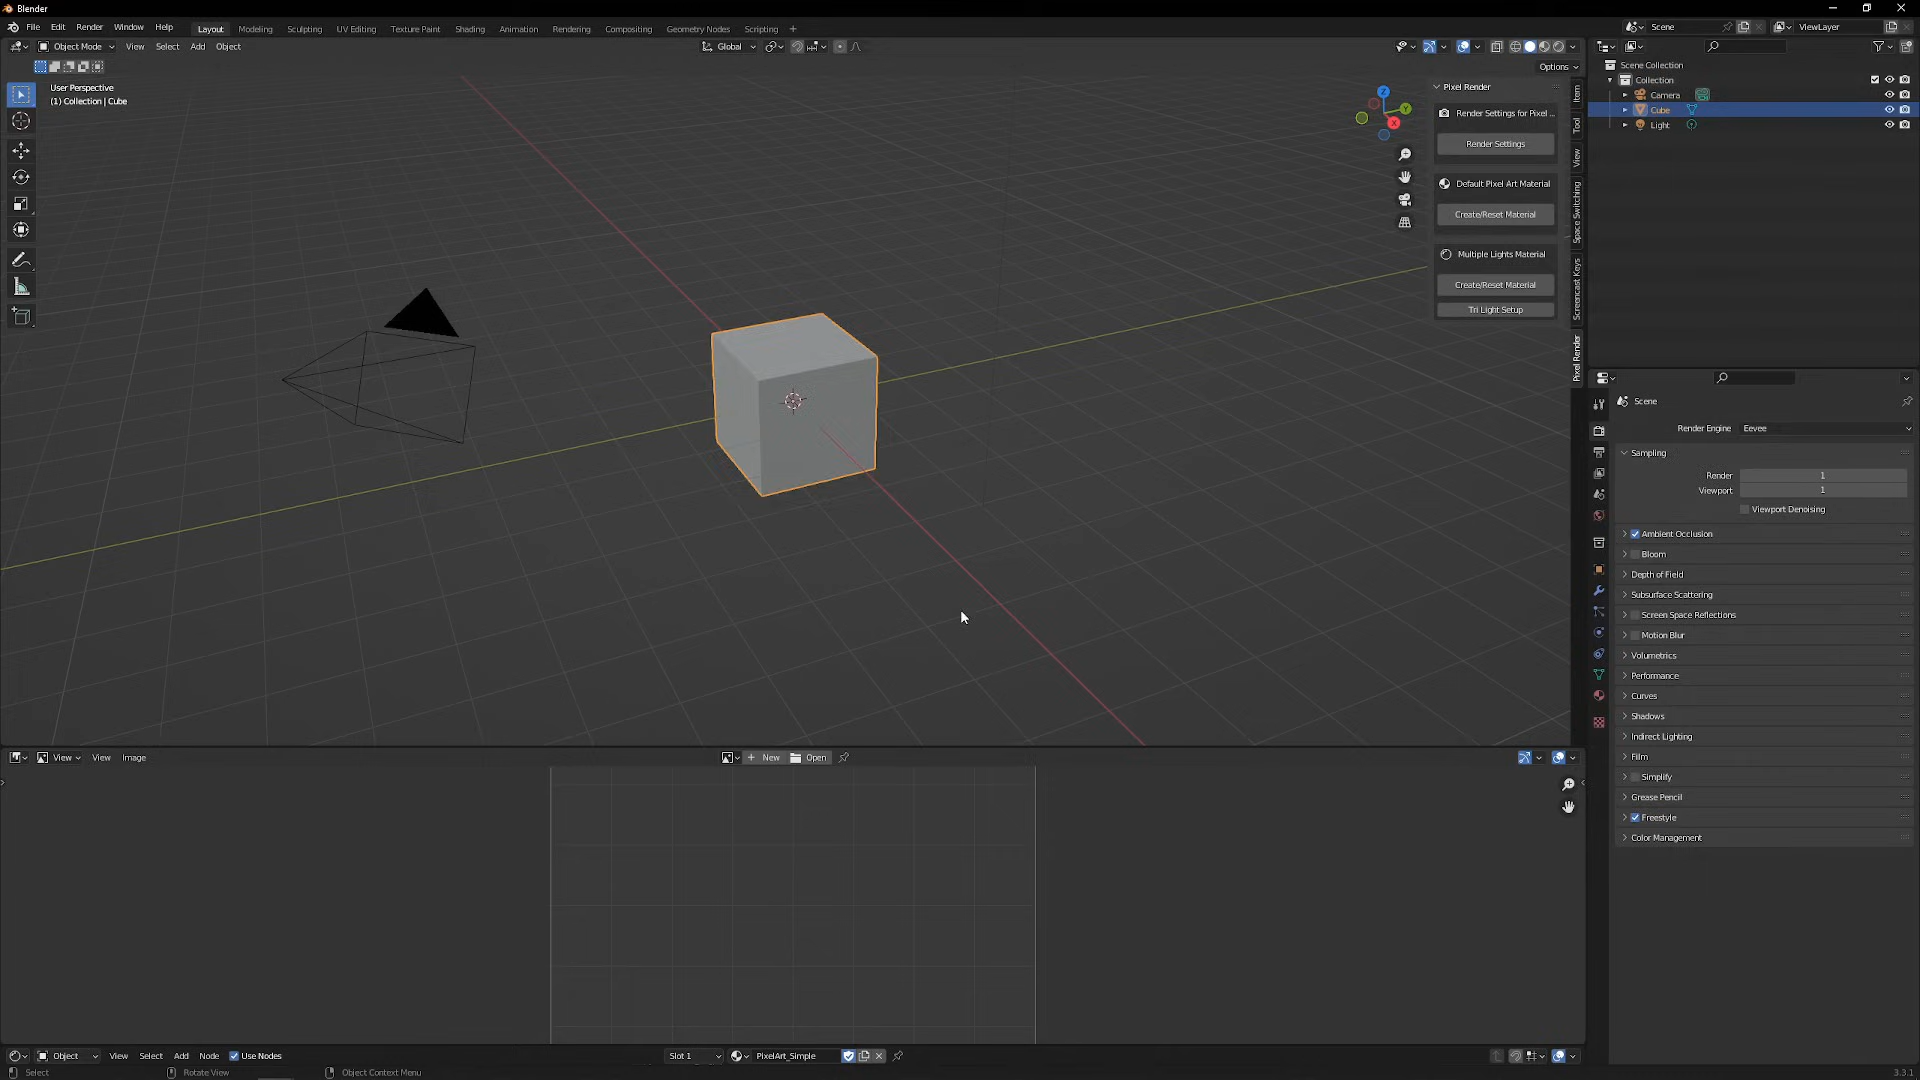 Blender
File Edit Render Window Help
Layout Modeling Sculpting UV Editing Texture Paint Shading Animation Rendering Compositing Geometry Nodes Scripting +
Scene
ViewLayer
Object Mode View Select Add Object
Global
Options
User Perspective
(1) Collection | Cube
Z
Y
X
Pixel Render
Render Settings for Pixel ...
Render Settings
Default Pixel Art Material
Create/Reset Material
Multiple Lights Material
Create/Reset Material
Tri Light Setup
Item
Tool
View
Space Switching
Screencast Keys
Pixel Render
Scene Collection
Collection
Camera
Cube
Light
Scene
Render Engine Eevee
Sampling
Render 1
Viewport 1
Viewport Denoising
Ambient Occlusion
Bloom
Depth of Field
Subsurface Scattering
Screen Space Reflections
Motion Blur
Volumetrics
Performance
Curves
Shadows
Indirect Lighting
Film
Simplify
Grease Pencil
Freestyle
Color Management
View View Image
+ New Open
Object View Select Add Node Use Nodes
Slot 1
PixelArt_Simple
Select
Rotate View
Object Context Menu
3.3.1